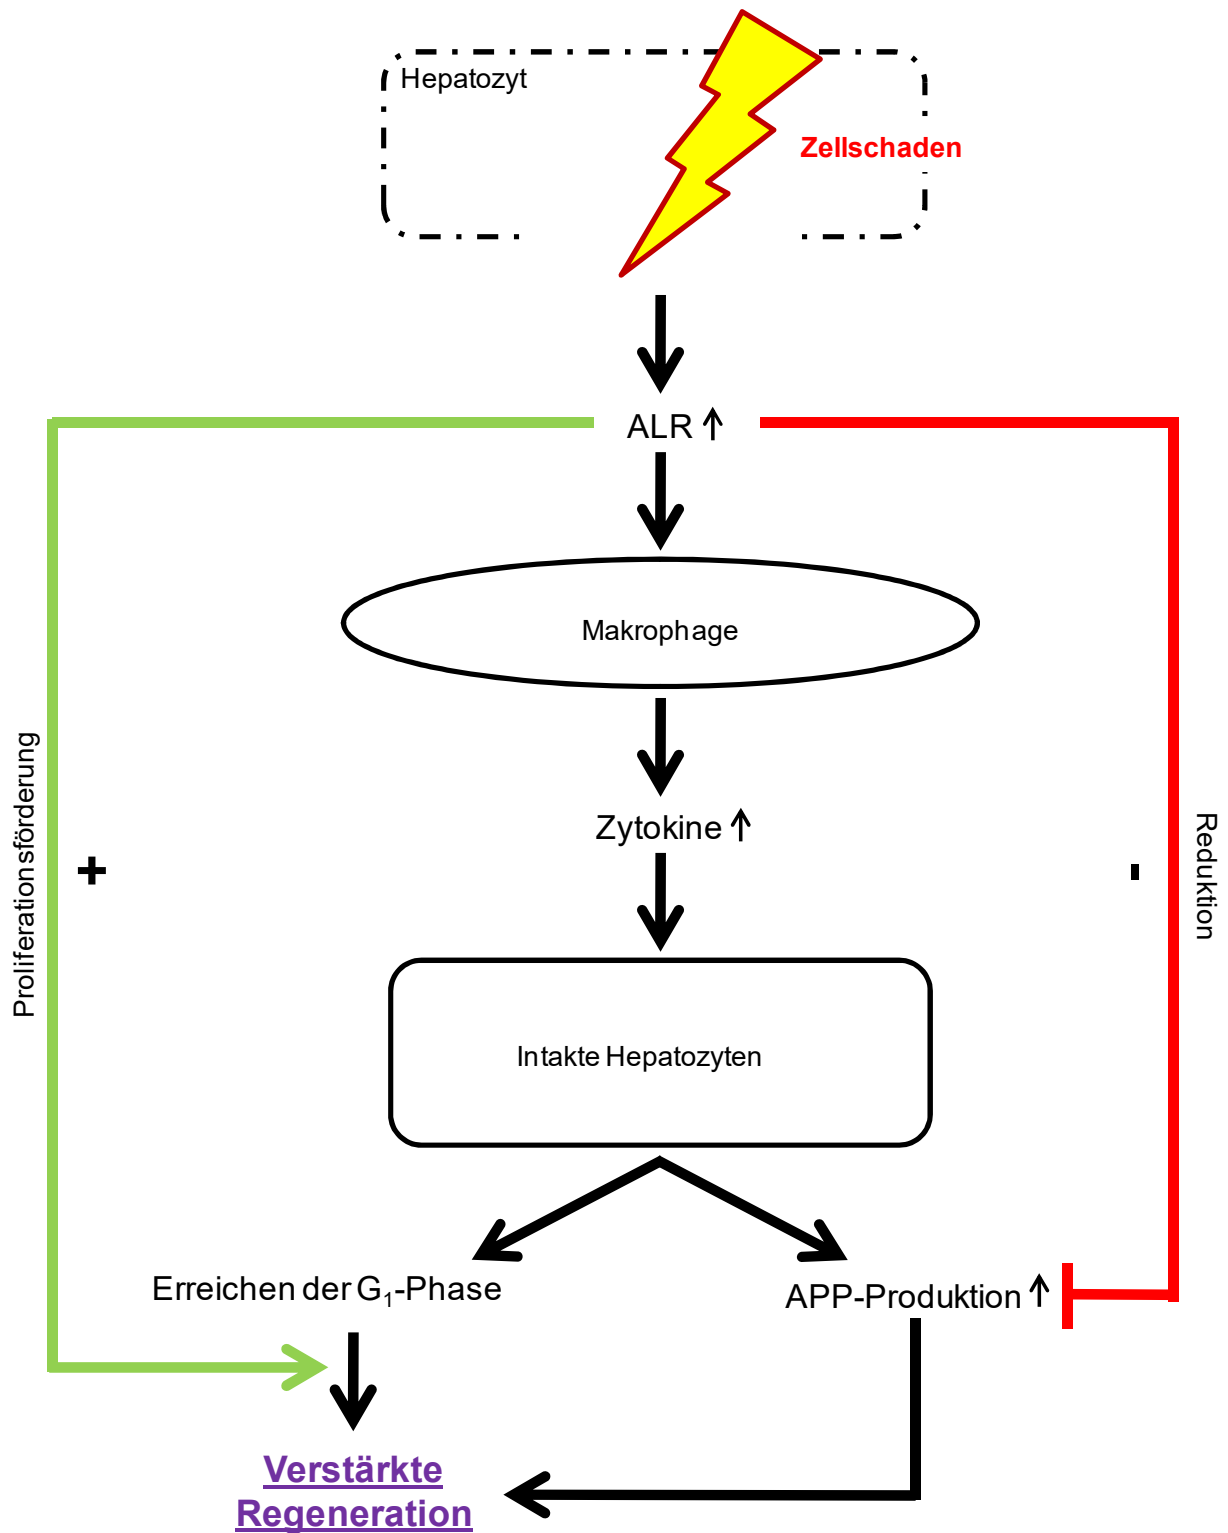 Hepatozyt
Zellschaden
ALR ↑
Makrophage
Zytokine ↑
Proliferationsförderung
+
-
Reduktion
Intakte Hepatozyten
Erreichen der G₁-Phase
APP-Produktion ↑
Verstärkte
Regeneration